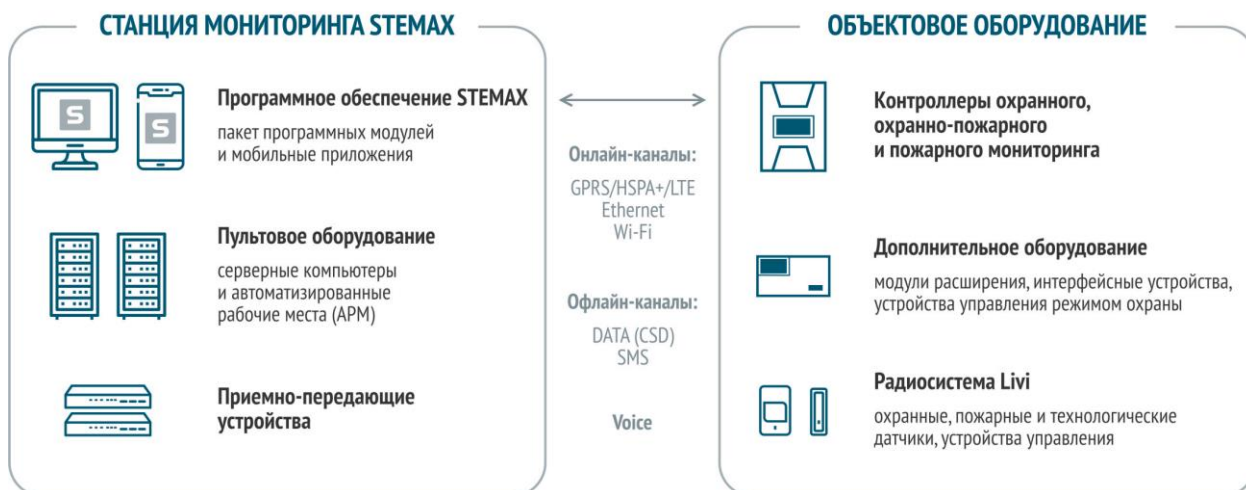 СТАНЦИЯ МОНИТОРИНГА STEMAX
S
S
Программное обеспечение STEMAX
пакет программных модулей
и мобильные приложения
Пультовое оборудование
серверные компьютеры
и автоматизированные
рабочие места (АРМ)
Приемно-передающие
устройства
Онлайн-каналы:
GPRS/HSPA+/LTE
Ethernet
Wi-Fi
Офлайн-каналы:
DATA (CSD)
SMS
Voice
ОБЪЕКТОВОЕ ОБОРУДОВАНИЕ
Контроллеры охранного,
охранно-пожарного
и пожарного мониторинга
Дополнительное оборудование
модули расширения, интерфейсные устройства,
устройства управления режимом охраны
Радиосистема Livi
охранные, пожарные и технологические
датчики, устройства управления